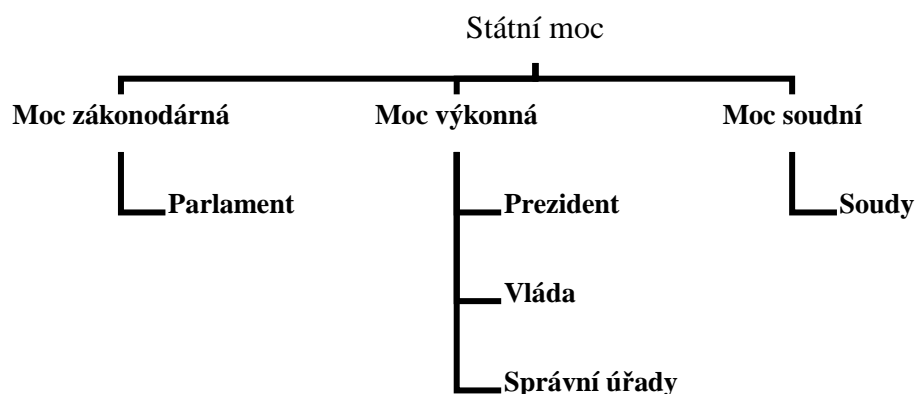 Státní moc
Moc zákonodárná Moc výkonná Moc soudní
Parlament Prezident Soudy
Vláda
Správní úřady